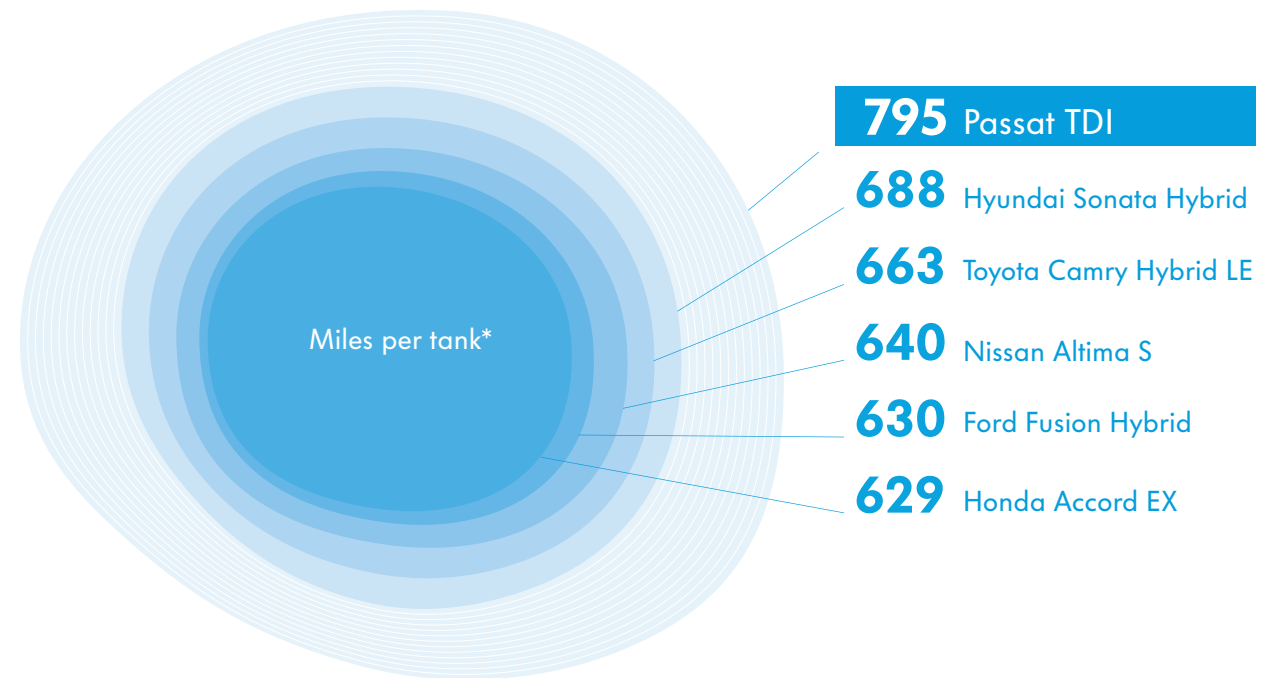 795 Passat TDI
688 Hyundai Sonata Hybrid
663 Toyota Camry Hybrid LE
Miles per tank*
640 Nissan Altima S
630 Ford Fusion Hybrid
629 Honda Accord EX